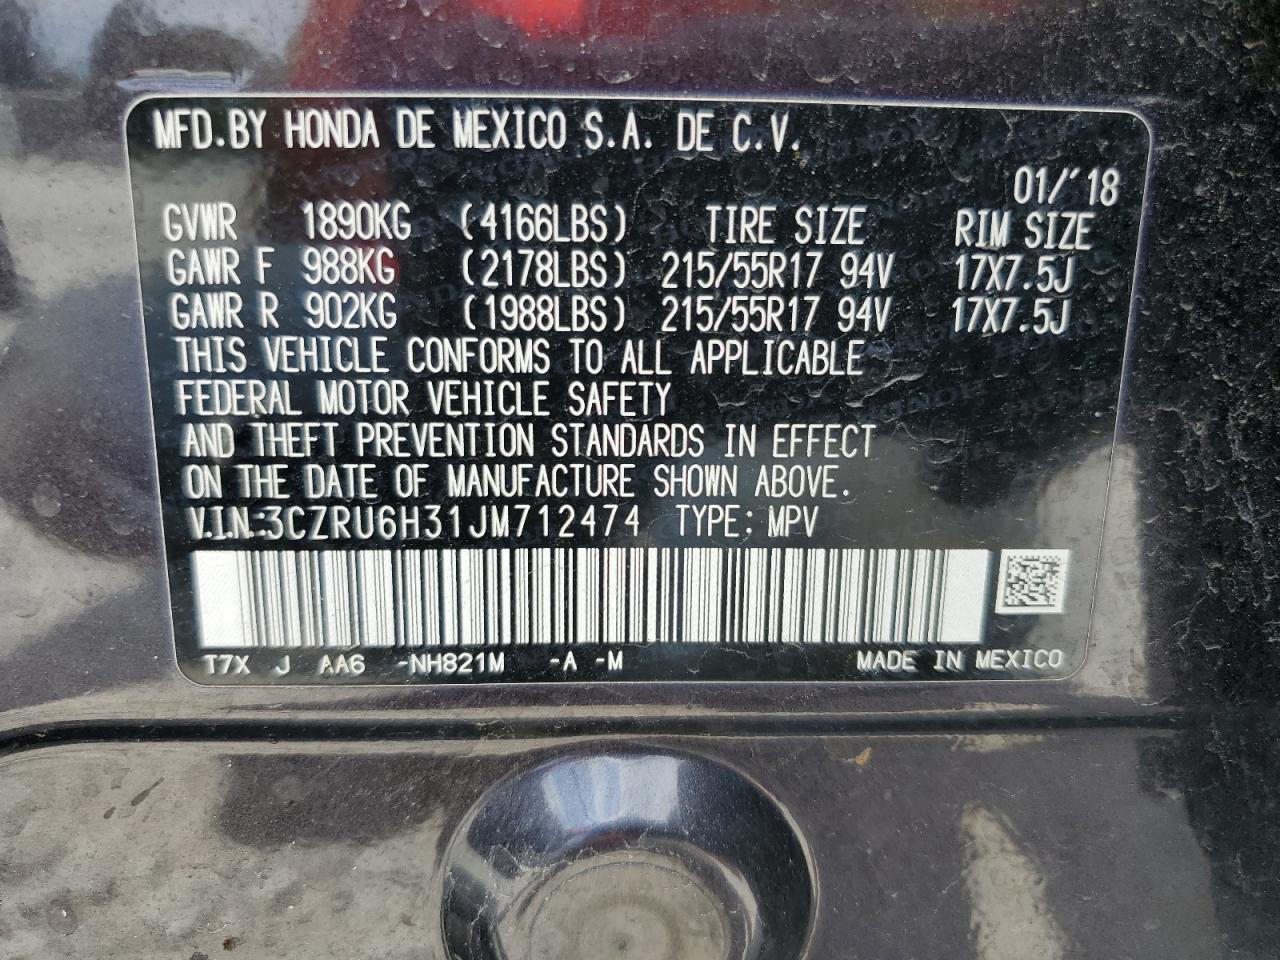 MFD.BY HONDA DE MEXICO S.A. DE C.V.
01/'18
GVWR 1890KG (4166LBS) TIRE SIZE RIM SIZE
GAWR F 988KG (2178LBS) 215/55R17 94V 17X7.5J
GAWR R 902KG (1988LBS) 215/55R17 94V 17X7.5J
THIS VEHICLE CONFORMS TO ALL APPLICABLE
FEDERAL MOTOR VEHICLE SAFETY
AND THEFT PREVENTION STANDARDS IN EFFECT
ON THE DATE OF MANUFACTURE SHOWN ABOVE.
V.I.N.:3CZRU6H31JM712474 TYPE: MPV
T7X J AA6 -NH821M -A -M MADE IN MEXICO